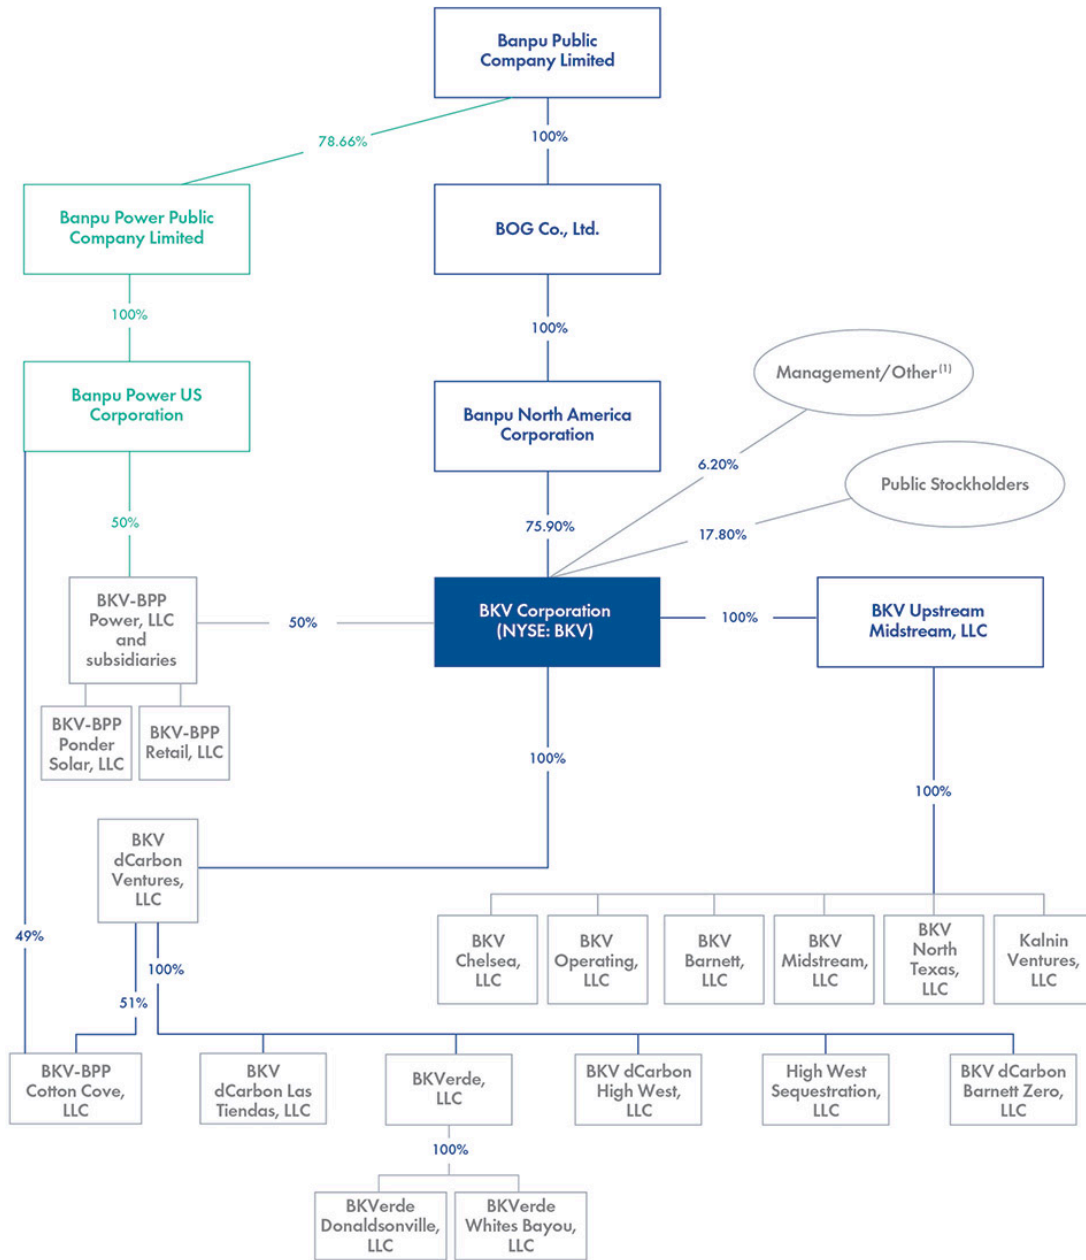 Banpu Public
Company Limited
78.66%
100%
Banpu Power Public
Company Limited
BOG Co., Ltd.
100%
100%
Banpu Power US
Corporation
Banpu North America
Corporation
Management/Other (1)
6.20%
Public Stockholders
50%
75.90%
17.80%
BKV-BPP
Power, LLC
and
subsidiaries
50%
BKV Corporation
(NYSE: BKV)
100%
BKV Upstream
Midstream, LLC
BKV-BPP
Ponder
Solar, LLC
BKV-BPP
Retail, LLC
100%
100%
BKV
dCarbon
Ventures,
LLC
49%
100%
51%
BKV
Chelsea,
LLC
BKV
Operating,
LLC
BKV
Barnett,
LLC
BKV
Midstream,
LLC
BKV
North
Texas,
LLC
Kalnin
Ventures,
LLC
BKV-BPP
Cotton Cove,
LLC
BKV
dCarbon Las
Tiendas, LLC
BKVerde,
LLC
BKV dCarbon
High West,
LLC
High West
Sequestration,
LLC
BKV dCarbon
Barnett Zero,
LLC
100%
BKVerde
Donaldsonville,
LLC
BKVerde
Whites Bayou,
LLC